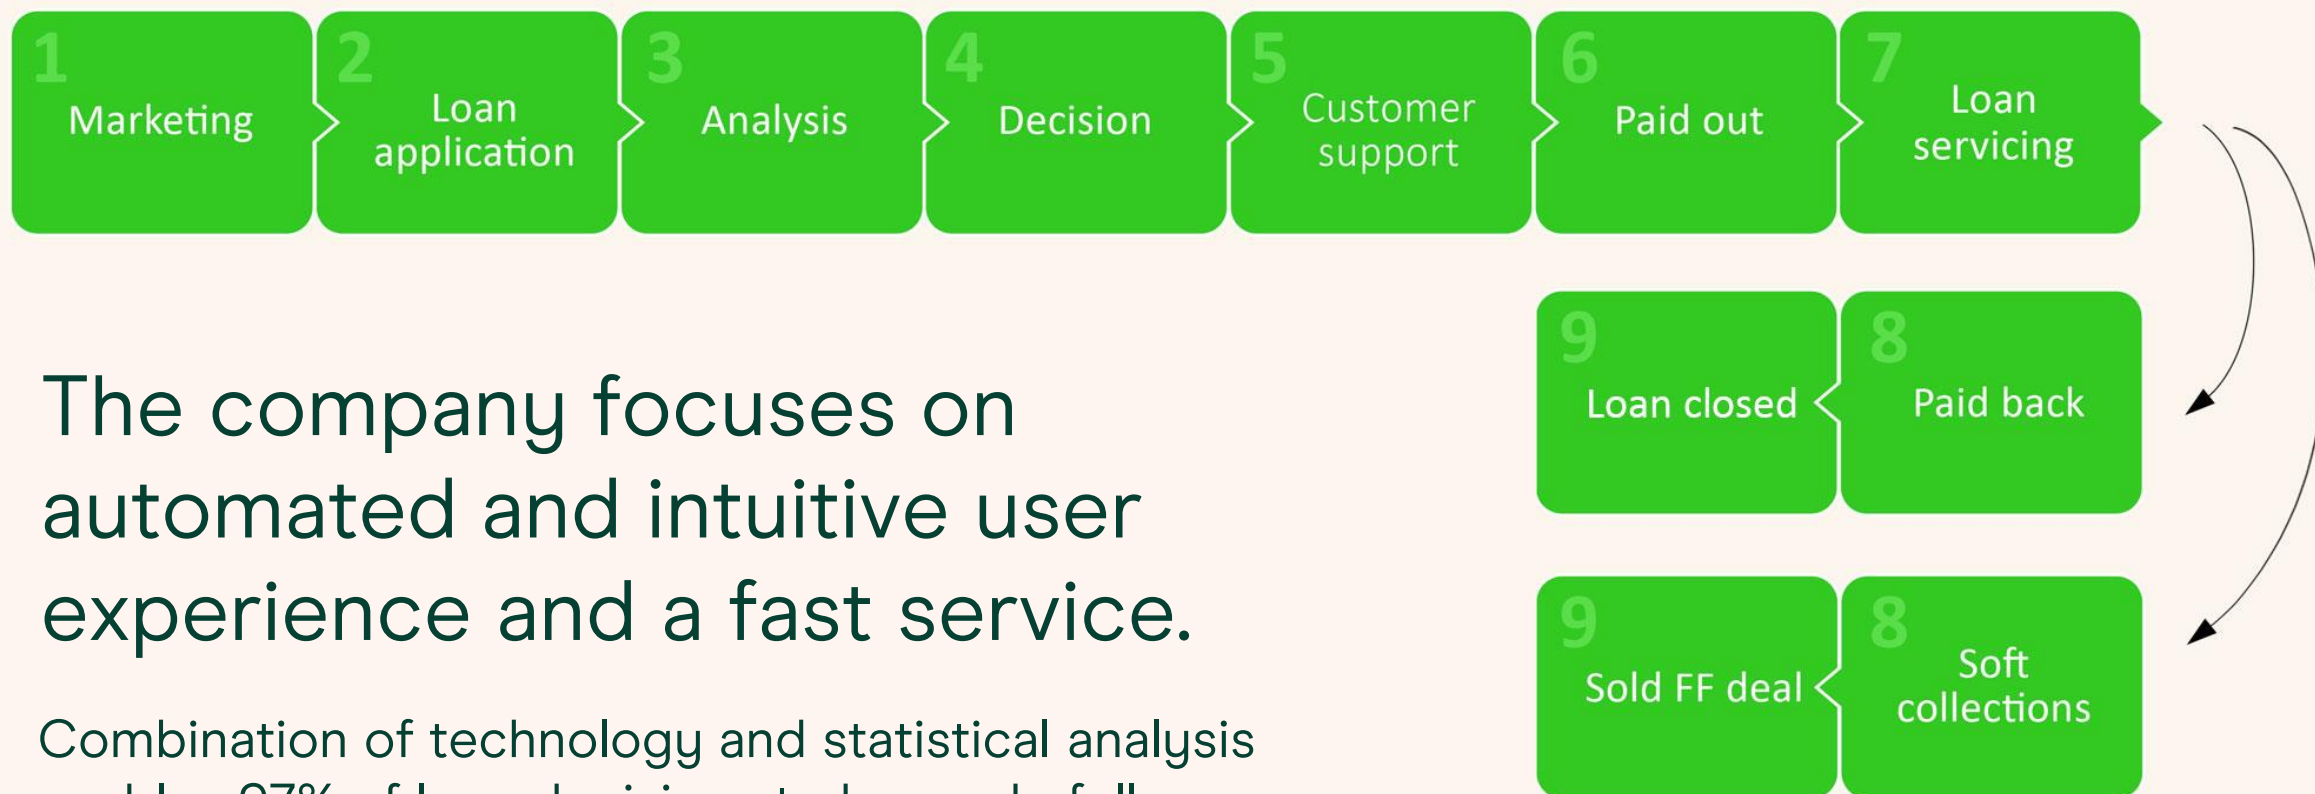 1
Marketing
2
Loan
application
3
Analysis
4
Decision
5
Customer
support
6
Paid out
7
Loan
servicing
9
Loan closed
8
Paid back
9
Sold FF deal
8
Soft
collections
The company focuses on
automated and intuitive user
experience and a fast service.
Combination of technology and statistical analysis